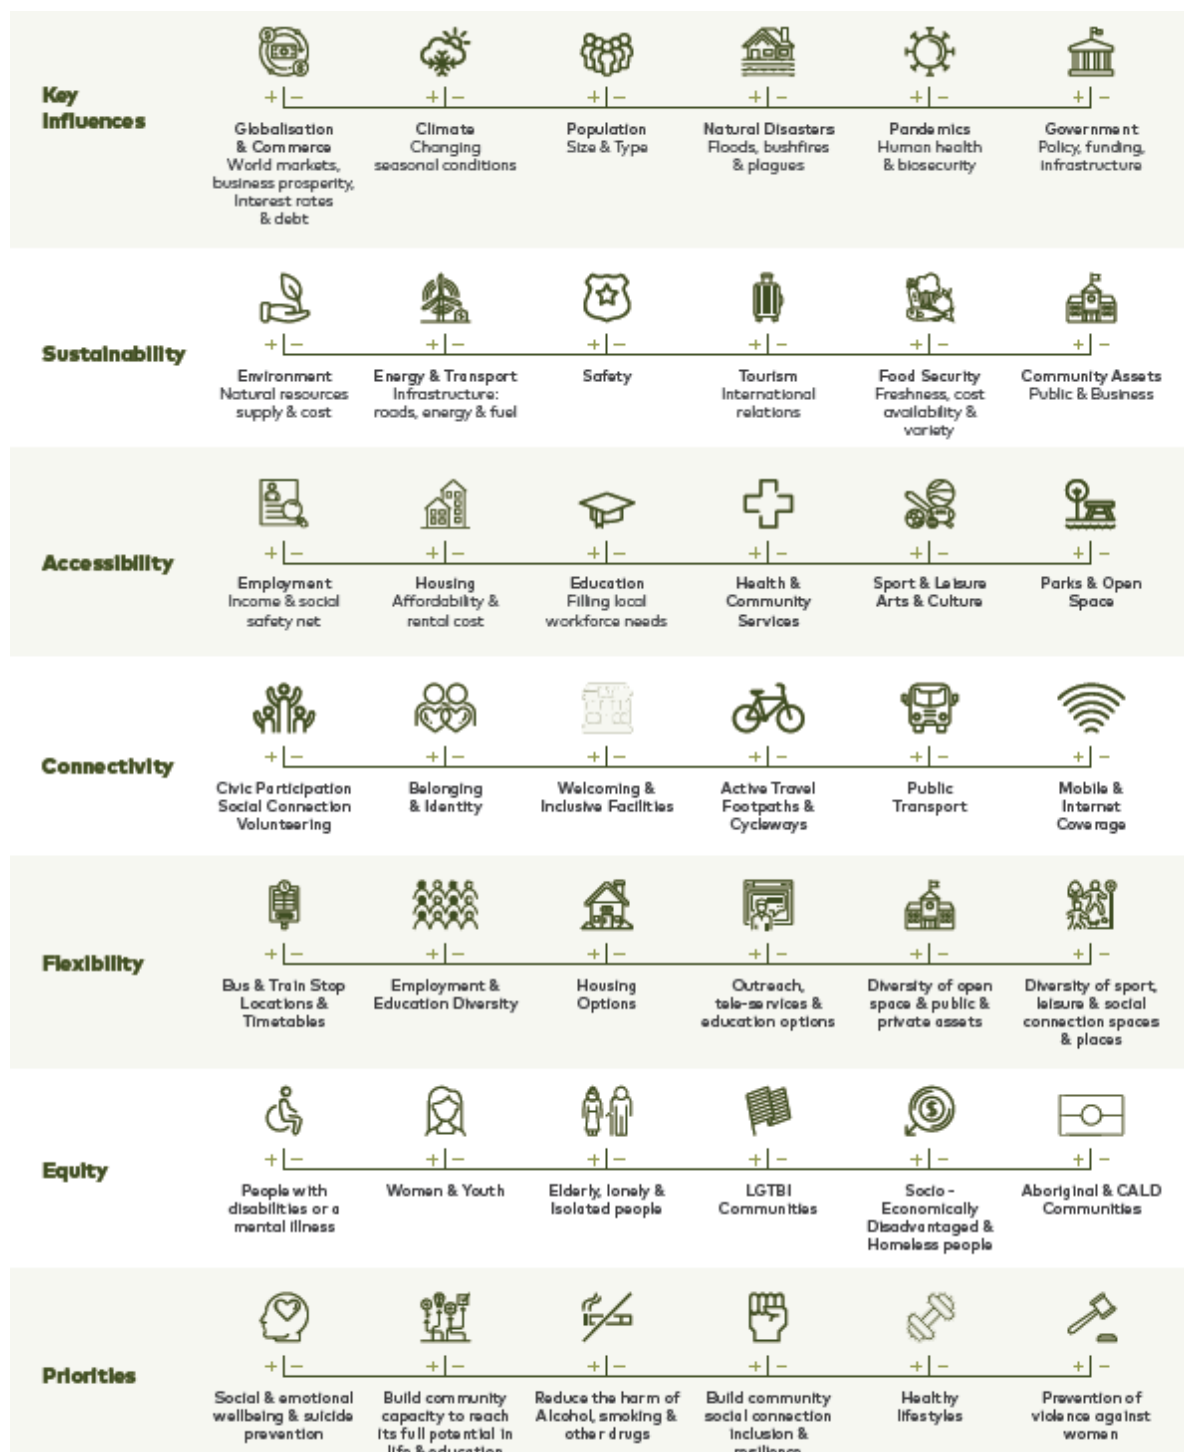 Key
Influences
+ −
+ −
+ −
+ −
+ −
+ −
Globalisation
& Commerce
World markets,
business prosperity,
Interest rates
& debt
Climate
Changing
seasonal conditions
Population
Size & Type
Natural Disasters
Floods, bushfires
& plagues
Pandemics
Human health
& biosecurity
Government
Policy, funding,
infrastructure
Sustainability
+ −
+ −
+ −
+ −
+ −
+ −
Environment
Natural resources
supply & cost
Energy & Transport
Infrastructure:
roads, energy & fuel
Safety
Tourism
International
relations
Food Security
Freshness, cost
availability &
variety
Community Assets
Public & Business
Accessibility
+ −
+ −
+ −
+ −
+ −
+ −
Employment
Income & social
safety net
Housing
Affordability &
rental cost
Education
Filling local
workforce needs
Health &
Community
Services
Sport & Leisure
Arts & Culture
Parks & Open
Space
Connectivity
+ −
+ −
+ −
+ −
+ −
+ −
Civic Participation
Social Connection
Volunteering
Belonging
& Identity
Welcoming &
Inclusive Facilities
Active Travel
Footpaths &
Cycleways
Public
Transport
Mobile &
Internet
Coverage
Flexibility
+ −
+ −
+ −
+ −
+ −
+ −
Bus & Train Stop
Locations &
Timetables
Employment &
Education Diversity
Housing
Options
Outreach,
tele-services &
education options
Diversity of open
space & public &
private assets
Diversity of sport,
leisure & social
connection spaces
& places
Equity
+ −
+ −
+ −
+ −
+ −
+ −
People with
disabilities or a
mental illness
Women & Youth
Elderly, lonely &
Isolated people
LGTBI
Communities
Socio -
Economically
Disadvantaged &
Homeless people
Aboriginal & CALD
Communities
Priorities
+ −
+ −
+ −
+ −
+ −
+ −
Social & emotional
wellbeing & suicide
prevention
Build community
capacity to reach
its full potential in
life & education
Reduce the harm of
Alcohol, smoking &
other drugs
Build community
social connection
inclusion &
resilience
Healthy
lifestyles
Prevention of
violence against
women